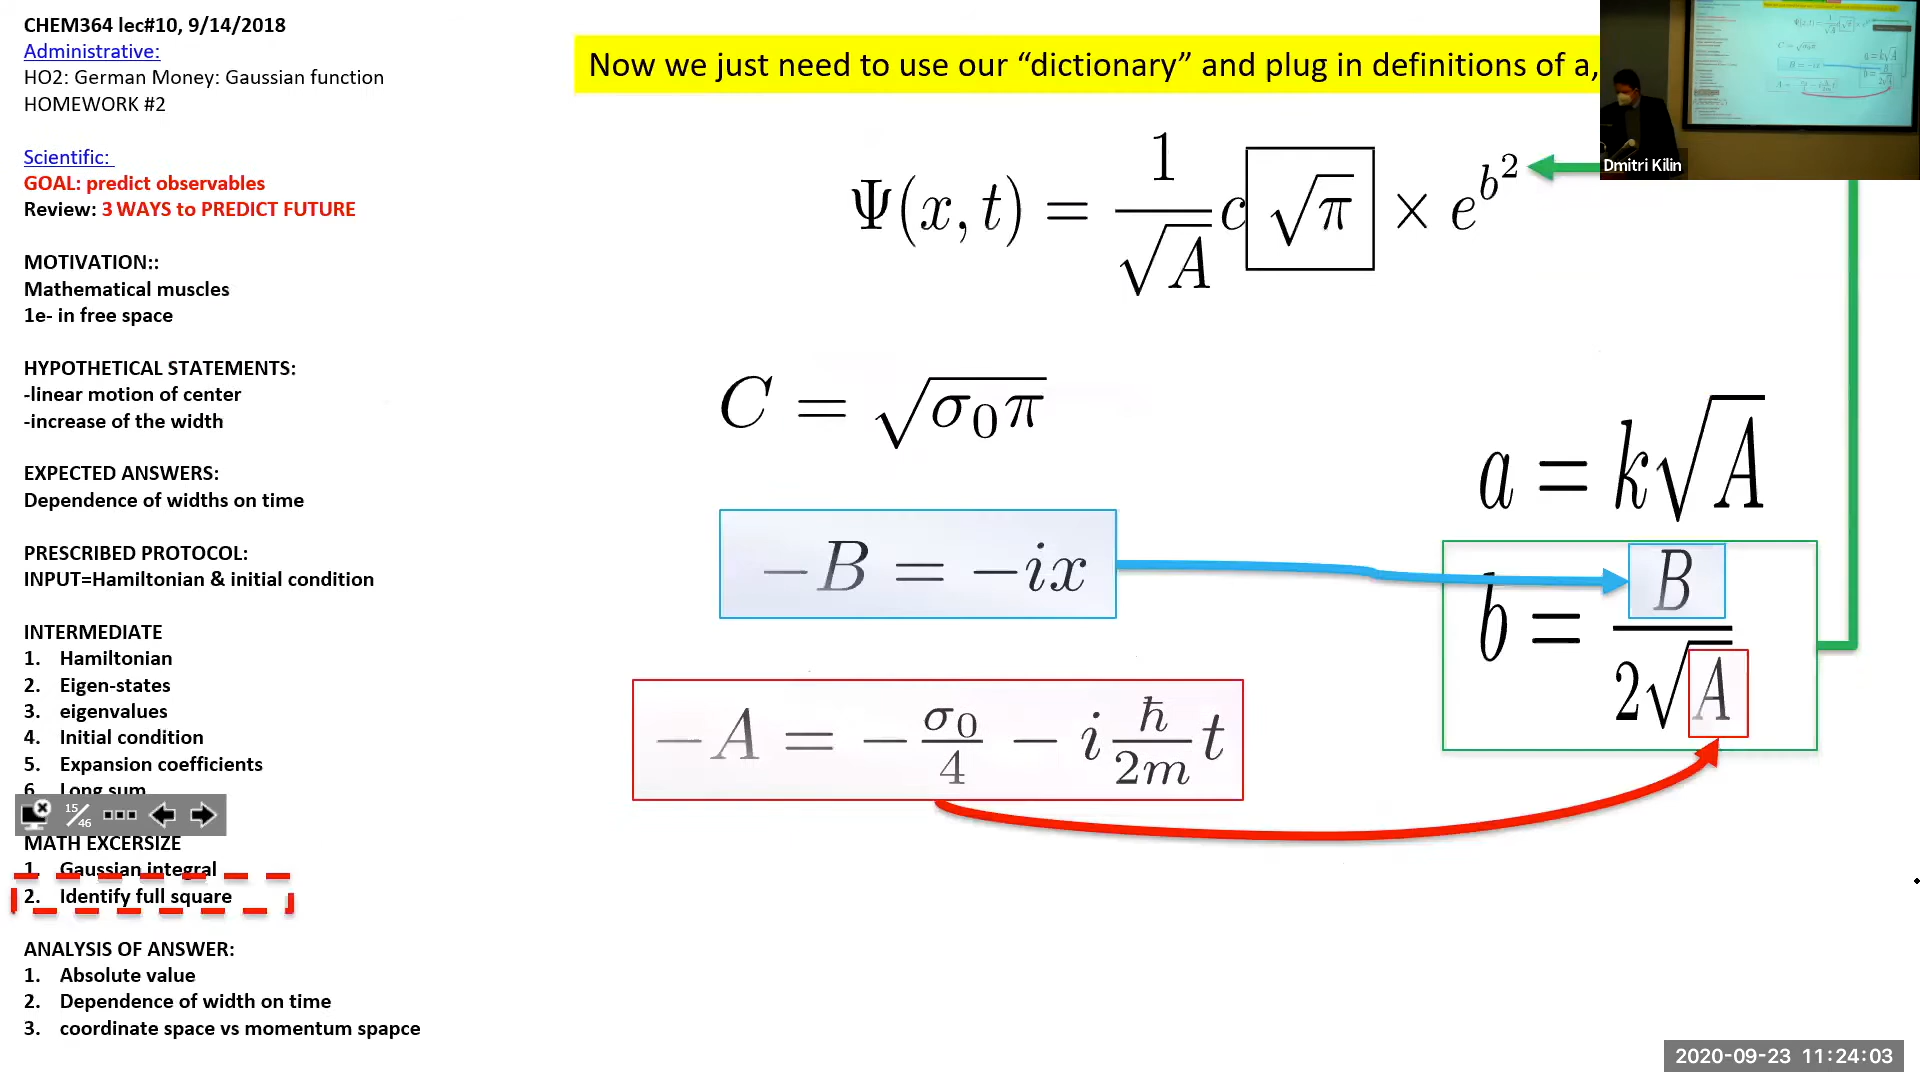 CHEM364 lec#10, 9/14/2018
Administrative:
HO2: German Money: Gaussian function
HOMEWORK #2
Scientific:
GOAL: predict observables
Review: 3 WAYS to PREDICT FUTURE
MOTIVATION::
Mathematical muscles
1e- in free space
HYPOTHETICAL STATEMENTS:
-linear motion of center
-increase of the width
EXPECTED ANSWERS:
Dependence of widths on time
PRESCRIBED PROTOCOL:
INPUT=Hamiltonian & initial condition
INTERMEDIATE
1. Hamiltonian
2. Eigen-states
3. eigenvalues
4. Initial condition
5. Expansion coefficients
6. Long sum
15/46
MATH EXCERSIZE
1. Gaussian integral
2. Identify full square
ANALYSIS OF ANSWER:
1. Absolute value
2. Dependence of width on time
3. coordinate space vs momentum spapce
Now we just need to use our “dictionary” and plug in definitions of a,
Ψ(x, t) = 1/√A c √π × e^{b^2}
C = √(σ₀π)
a = k√A
−B = −ix
b = B/(2√A)
−A = −σ₀/4 − i ħ/2m t
Dmitri Kilin
2020-09-23 11:24:03